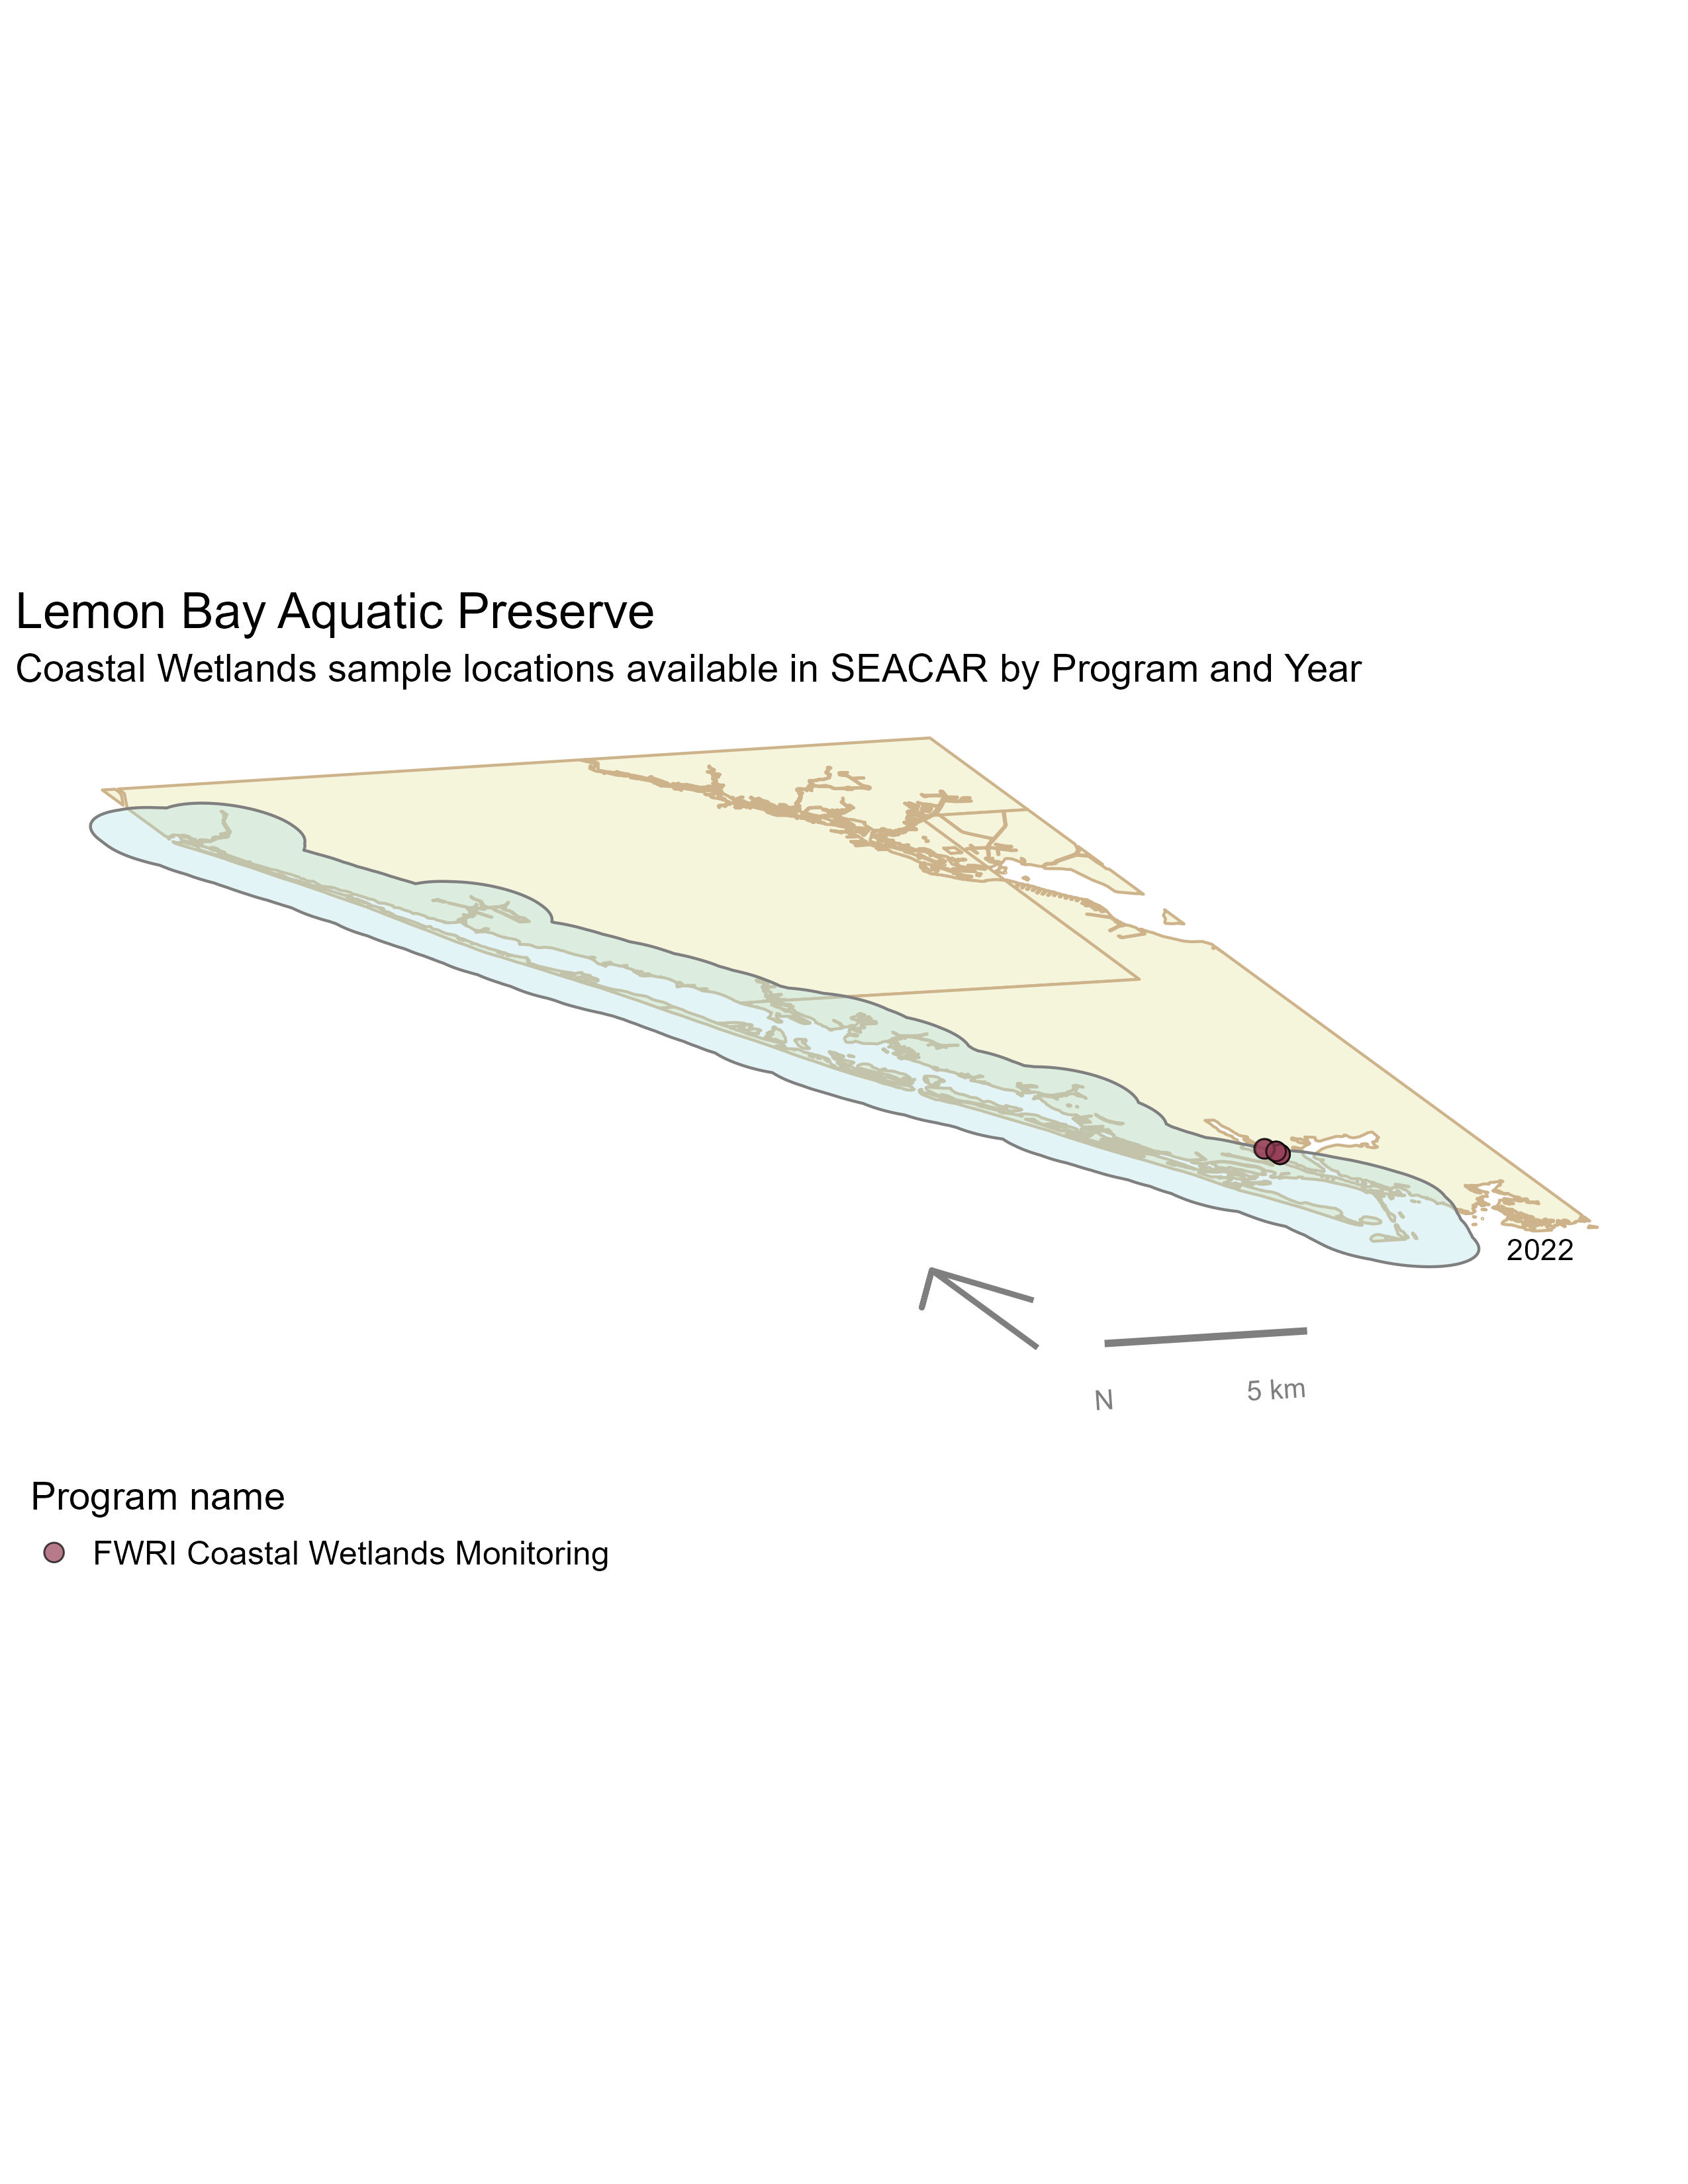 Lemon Bay Aquatic Preserve
Coastal Wetlands sample locations available in SEACAR by Program and Year
2022
N
5 km
Program name
FWRI Coastal Wetlands Monitoring